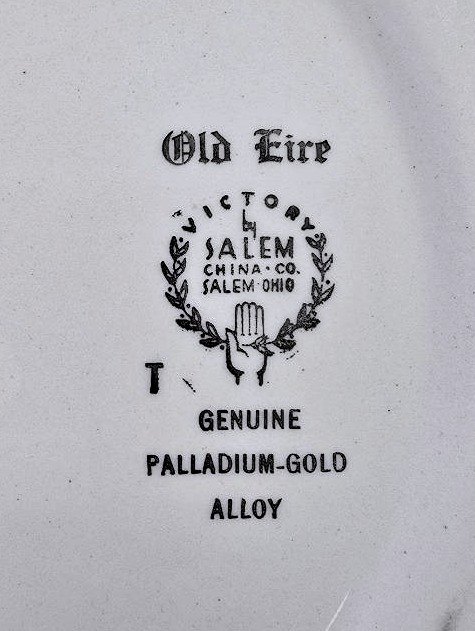 Old Eire
VICTORY
by
SALEM
CHINA · CO.
SALEM · OHIO
T
GENUINE
PALLADIUM-GOLD
ALLOY